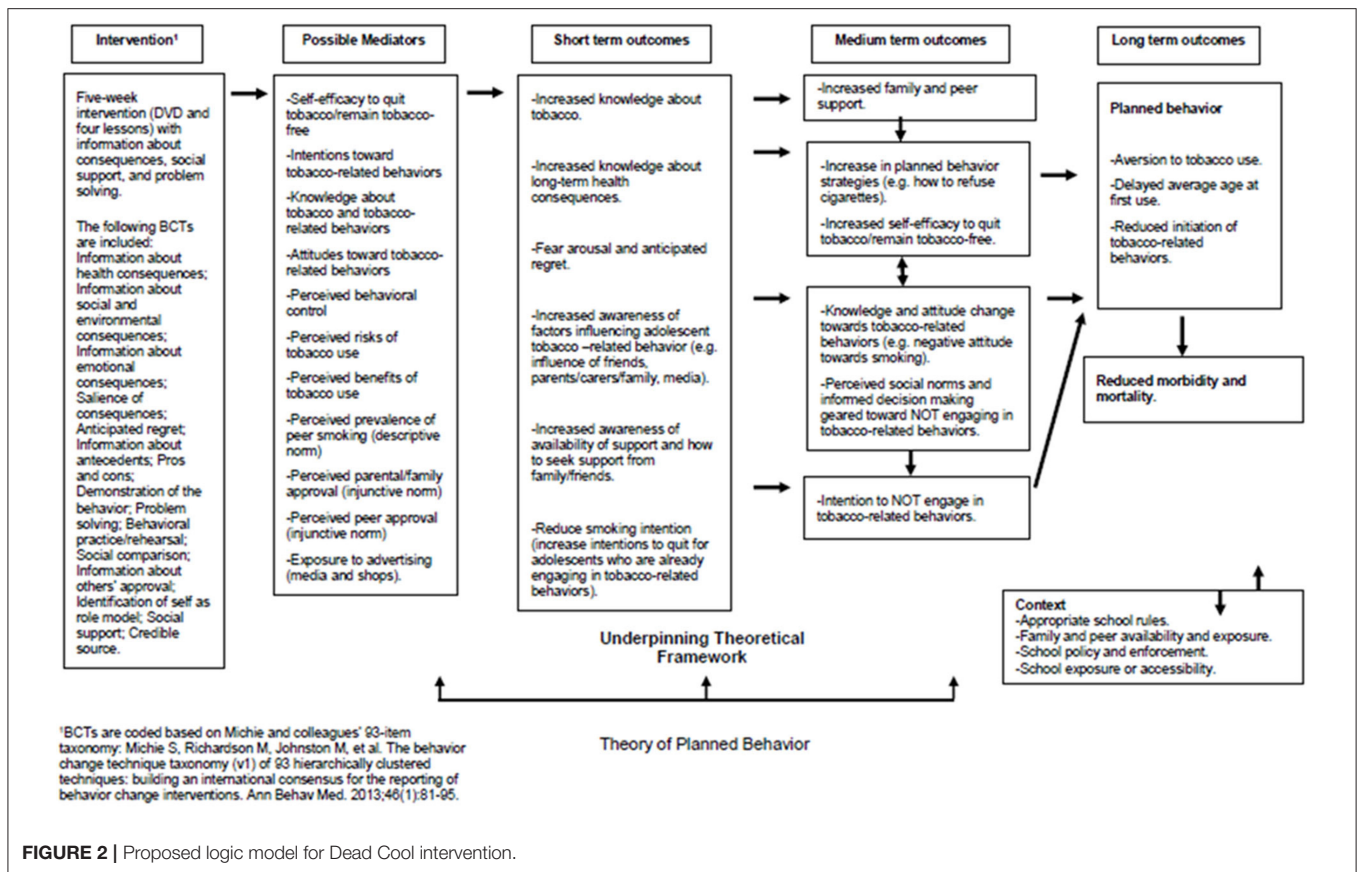 Intervention¹
Five-week
intervention (DVD and
four lessons) with
information about
consequences, social
support, and problem
solving.
The following BCTs
are included:
Information about
health consequences;
Information about
social and
environmental
consequences;
Information about
emotional
consequences;
Salience of
consequences;
Anticipated regret;
Information about
antecedents; Pros
and cons;
Demonstration of the
behavior; Problem
solving; Behavioral
practice/rehearsal;
Social comparison;
Information about
others' approval;
Identification of self as
role model; Social
support; Credible
source.
Possible Mediators
-Self-efficacy to quit
tobacco/remain tobacco-
free
-Intentions toward
tobacco-related behaviors
-Knowledge about
tobacco and tobacco-
related behaviors
-Attitudes toward tobacco-
related behaviors
-Perceived behavioral
control
-Perceived risks of
tobacco use
-Perceived benefits of
tobacco use
-Perceived prevalence of
peer smoking (descriptive
norm)
-Perceived parental/family
approval (injunctive norm)
-Perceived peer approval
(injunctive norm)
-Exposure to advertising
(media and shops).
Short term outcomes
-Increased knowledge about
tobacco.
-Increased knowledge about
long-term health
consequences.
-Fear arousal and anticipated
regret.
-Increased awareness of
factors influencing adolescent
tobacco –related behavior (e.g.
influence of friends,
parents/carers/family, media).
-Increased awareness of
availability of support and how
to seek support from
family/friends.
-Reduce smoking intention
(increase intentions to quit for
adolescents who are already
engaging in tobacco-related
behaviors).
Medium term outcomes
-Increased family and peer
support.
-Increase in planned behavior
strategies (e.g. how to refuse
cigarettes).
-Increased self-efficacy to quit
tobacco/remain tobacco-free.
-Knowledge and attitude change
towards tobacco-related
behaviors (e.g. negative attitude
towards smoking).
-Perceived social norms and
informed decision making
geared toward NOT engaging in
tobacco-related behaviors.
-Intention to NOT engage in
tobacco-related behaviors.
Long term outcomes
Planned behavior
-Aversion to tobacco use.
-Delayed average age at
first use.
-Reduced initiation of
tobacco-related
behaviors.
Reduced morbidity and
mortality.
Context
-Appropriate school rules.
-Family and peer availability and exposure.
-School policy and enforcement.
-School exposure or accessibility.
Underpinning Theoretical
Framework
Theory of Planned Behavior
¹BCTs are coded based on Michie and colleagues' 93-item
taxonomy: Michie S, Richardson M, Johnston M, et al. The behavior
change technique taxonomy (v1) of 93 hierarchically clustered
techniques: building an international consensus for the reporting of
behavior change interventions. Ann Behav Med. 2013;46(1):81-95.
FIGURE 2 | Proposed logic model for Dead Cool intervention.